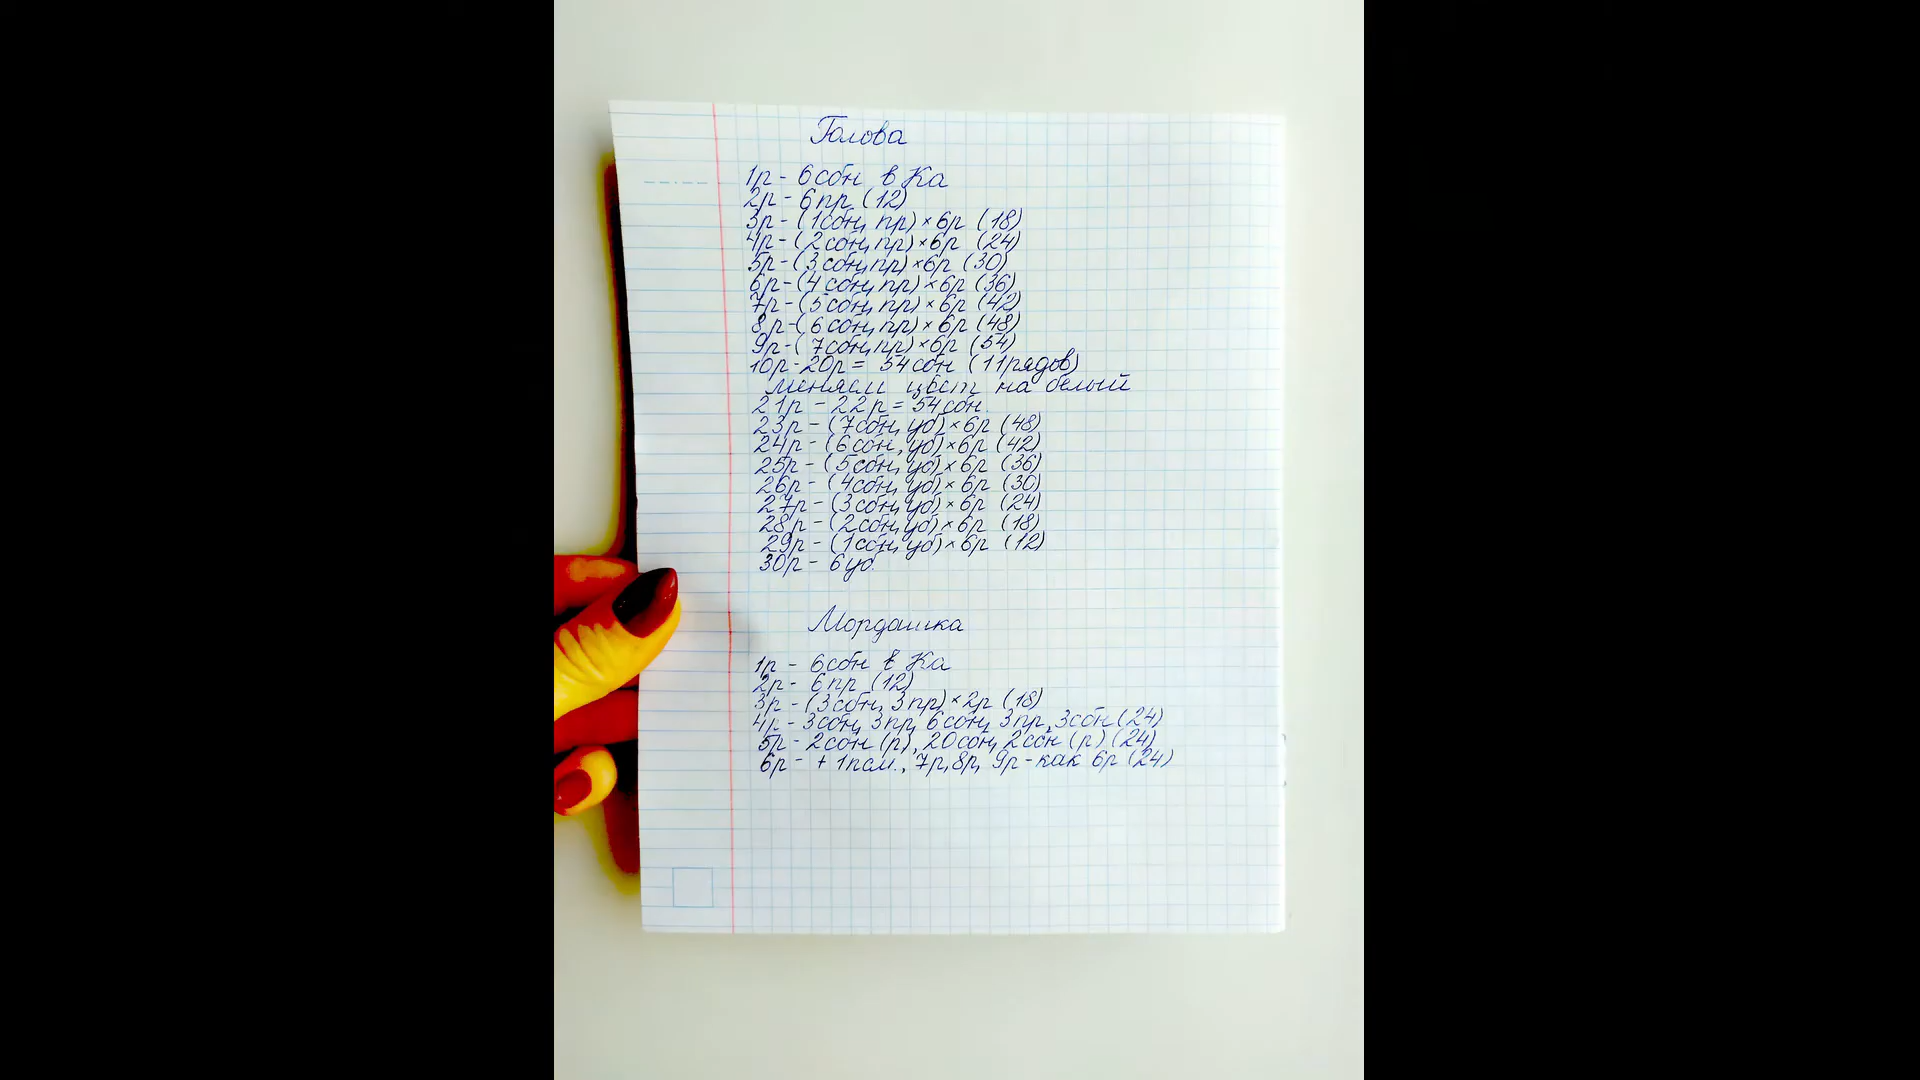 Голова
1р - 6сбн в Ка
2р - 6пр (12)
3р - (1сбн, пр) × 6р (18)
4р - (2сбн, пр) × 6р (24)
5р - (3сбн, пр) × 6р (30)
6р - (4сбн, пр) × 6р (36)
7р - (5сбн, пр) × 6р (42)
8р - (6сбн, пр) × 6р (48)
9р - (7сбн, пр) × 6р (54)
10р - 20р = 54сбн (11рядов)
меняем цвет на белый
21р - 22р = 54сбн.
23р - (7сбн, уб) × 6р (48)
24р - (6сбн, уб) × 6р (42)
25р - (5сбн, уб) × 6р (36)
26р - (4сбн, уб) × 6р (30)
27р - (3сбн, уб) × 6р (24)
28р - (2сбн, уб) × 6р (18)
29р - (1сбн, уб) × 6р (12)
30р - 6уб.
Мордашка
1р - 6сбн в Ка
2р - 6пр (12)
3р - (3сбн, 3пр) × 2р (18)
4р - 3сбн, 3пр, 6сбн, 3пр, 3сбн (24)
5р - 2сбн (р), 20сбн, 2сбн (р) (24)
6р - + 1псм., 7р, 8р, 9р - как 6р (24)